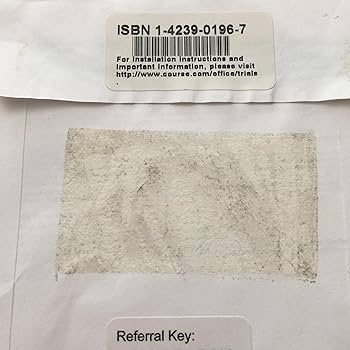 ISBN 1-4239-0196-7
For installation instructions and
important information, please visit
http://www.course.com/office/trials
Referral Key: